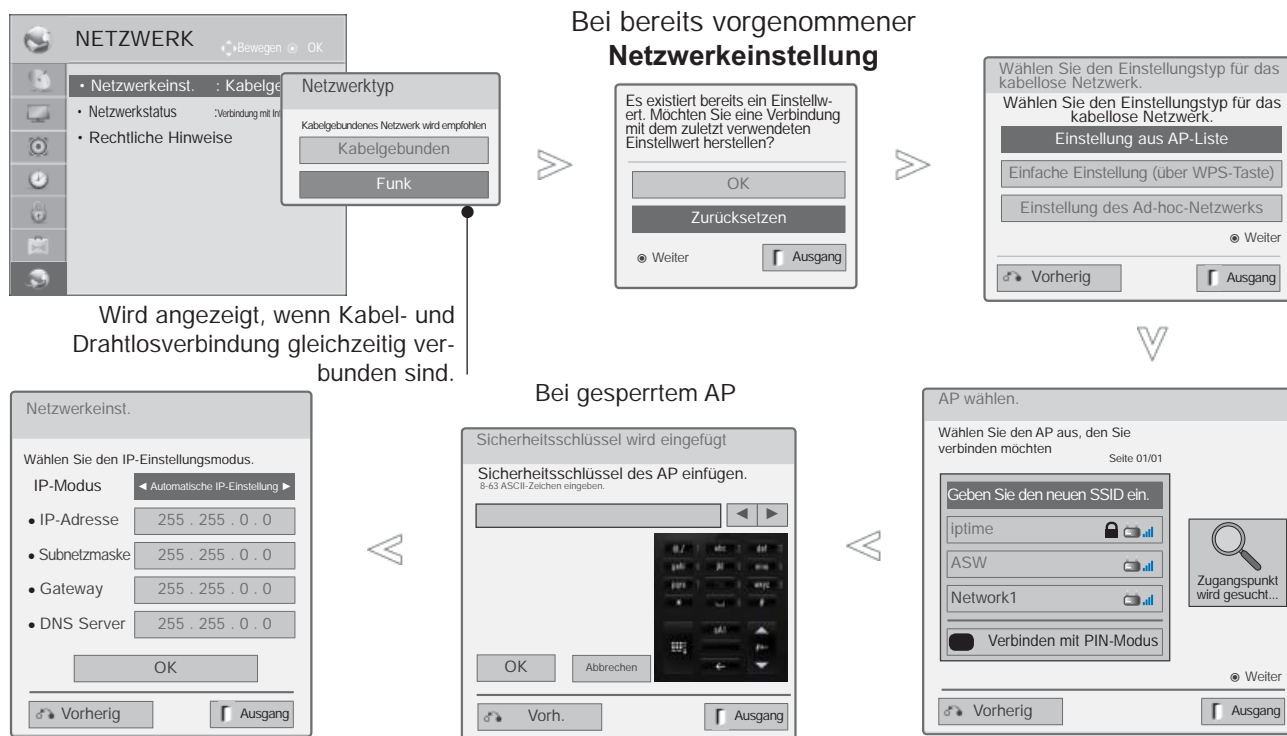 NETZWERK
Bewegen OK
• Netzwerkeinst. : Kabelge
• Netzwerkstatus :Verbindung mit Int
• Rechtliche Hinweise
Netzwerktyp
Kabelgebundenes Netzwerk wird empfohlen
Kabelgebunden
Funk
Wird angezeigt, wenn Kabel- und
Drahtlosverbindung gleichzeitig ver-
bunden sind.
Bei bereits vorgenommener
Netzwerkeinstellung
Es existiert bereits ein Einstellw-
ert. Möchten Sie eine Verbindung
mit dem zuletzt verwendeten
Einstellwert herstellen?
OK
Zurücksetzen
Weiter
Ausgang
Wählen Sie den Einstellungstyp für das
kabellose Netzwerk.
Wählen Sie den Einstellungstyp für das
kabellose Netzwerk.
Einstellung aus AP-Liste
Einfache Einstellung (über WPS-Taste)
Einstellung des Ad-hoc-Netzwerks
Weiter
Vorherig
Ausgang
AP wählen.
Wählen Sie den AP aus, den Sie
verbinden möchten
Seite 01/01
Geben Sie den neuen SSID ein.
iptime
ASW
Network1
Verbinden mit PIN-Modus
Zugangspunkt
wird gesucht...
Weiter
Vorherig
Ausgang
Bei gesperrtem AP
Sicherheitsschlüssel wird eingefügt
Sicherheitsschlüssel des AP einfügen.
8-63 ASCII-Zeichen eingeben.
◄ ►
abc def
OK
Abbrechen
Vorh.
Ausgang
Netzwerkeinst.
Wählen Sie den IP-Einstellungsmodus.
IP-Modus ◄ Automatische IP-Einstellung ►
• IP-Adresse 255 . 255 . 0 . 0
• Subnetzmaske 255 . 255 . 0 . 0
• Gateway 255 . 255 . 0 . 0
• DNS Server 255 . 255 . 0 . 0
OK
Vorherig
Ausgang